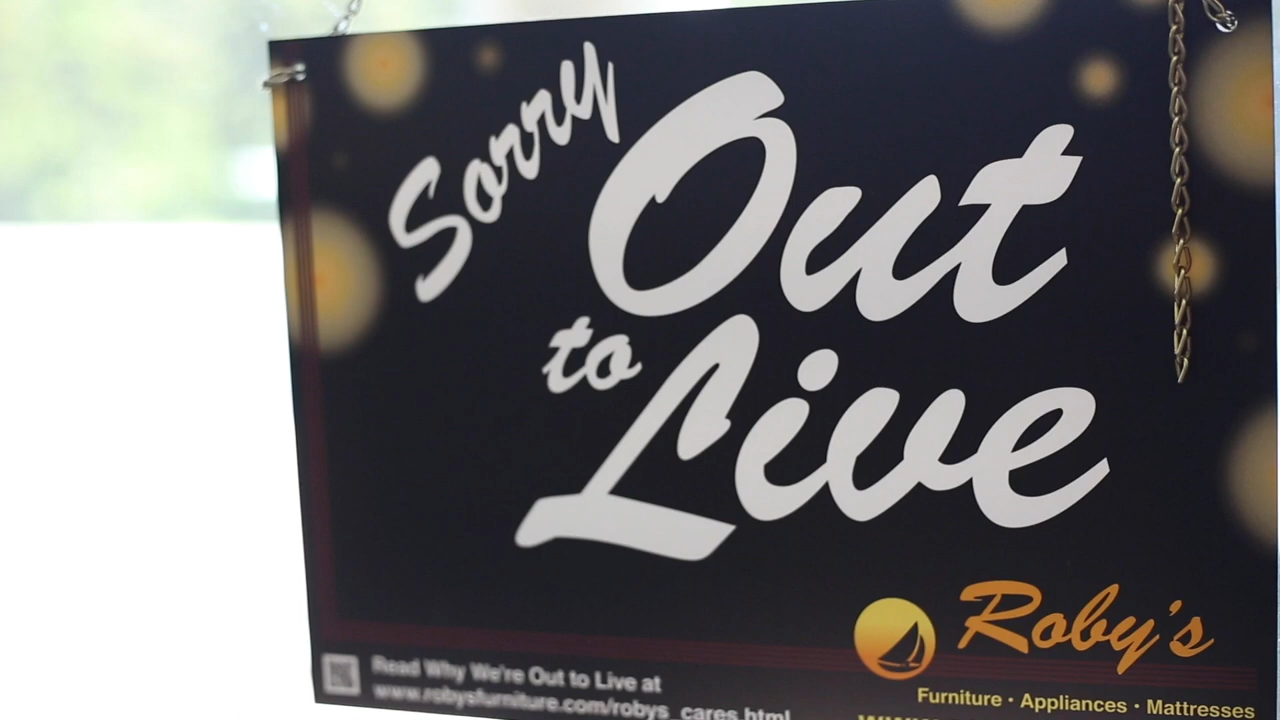 Sorry
Out
to
Live
Roby's
Furniture · Appliances · Mattresses
Read Why We're Out to Live at
www.robysfurniture.com/robys_cares.html